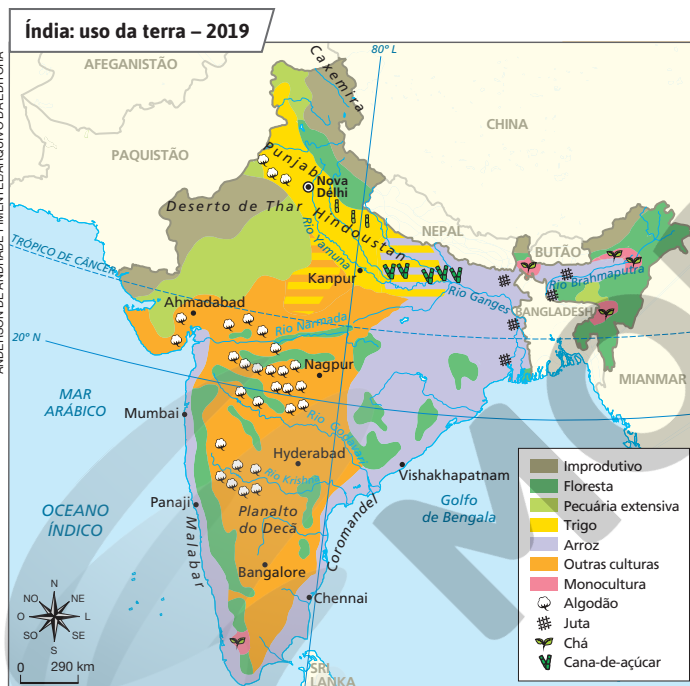 Índia: uso da terra – 2019
80° L
AFEGANISTÃO
Caxemira
CHINA
PAQUISTÃO
Punjab
Nova
Délhi
Deserto de Thar
Hindoustan
NEPAL
BUTÃO
TRÓPICO DE CÂNCER
Rio Yamuna
Kanpur
Rio Brahmaputra
Rio Ganges
BANGLADESH
Ahmadabad
20° N
Rio Narmada
Nagpur
MIANMAR
MAR
ARÁBICO
Mumbai
Rio Godavari
Hyderabad
Rio Krishna
Vishakhapatnam
Panaji
OCEANO
ÍNDICO
Planalto
do Decã
Golfo
de Bengala
Malabar
Coromandel
Bangalore
Chennai
N
NO
NE
O
L
SO
SE
S
0
290 km
SRI
LANKA
Improdutivo
Floresta
Pecuária extensiva
Trigo
Arroz
Outras culturas
Monocultura
Algodão
Juta
Chá
Cana-de-açúcar